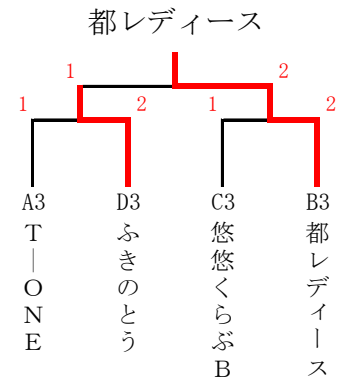 都レディース
1 2
1 2 1 2
A3 D3 C3 B3
T―ONE
ふきのとう
悠悠くらぶB
都レディース